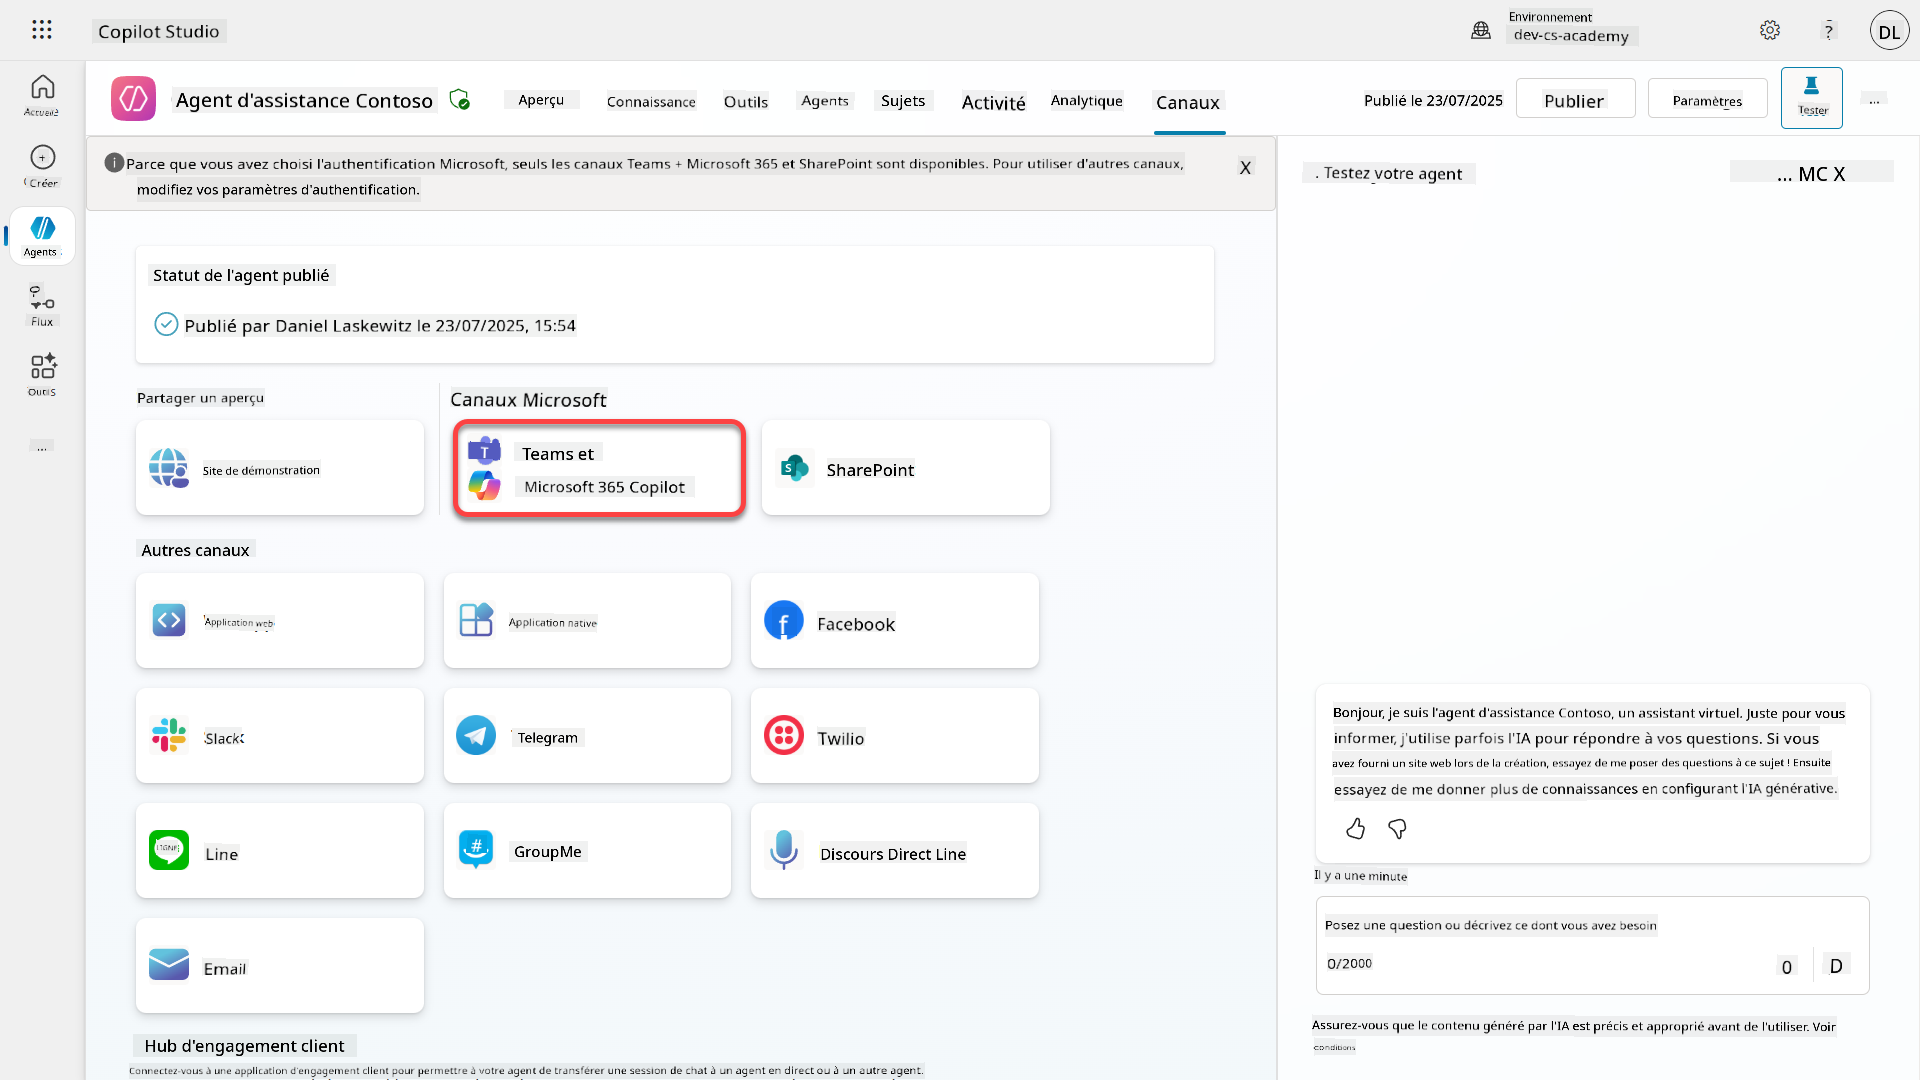 Copilot Studio
Environnement
dev-cs-academy
?
DL
Accueil
Créer
Agents
Flux
Outils
...
Agent d'assistance Contoso
Aperçu
Connaissance
Outils
Agents
Sujets
Activité
Analytique
Canaux
Publié le 23/07/2025
Publier
Paramètres
Tester
...
Parce que vous avez choisi l'authentification Microsoft, seuls les canaux Teams + Microsoft 365 et SharePoint sont disponibles. Pour utiliser d'autres canaux,
modifiez vos paramètres d'authentification.
X
Statut de l'agent publié
Publié par Daniel Laskewitz le 23/07/2025, 15:54
Partager un aperçu
Canaux Microsoft
Site de démonstration
Teams et
Microsoft 365 Copilot
SharePoint
Autres canaux
Application web
Application native
Facebook
Slack
Telegram
Twilio
Line
GroupMe
Discours Direct Line
Email
Hub d'engagement client
Connectez-vous à une application d'engagement client pour permettre à votre agent de transférer une session de chat à un agent en direct ou à un autre agent.
. Testez votre agent
... MC X
Bonjour, je suis l'agent d'assistance Contoso, un assistant virtuel. Juste pour vous
informer, j'utilise parfois l'IA pour répondre à vos questions. Si vous
avez fourni un site web lors de la création, essayez de me poser des questions à ce sujet ! Ensuite
essayez de me donner plus de connaissances en configurant l'IA générative.
Il y a une minute
Posez une question ou décrivez ce dont vous avez besoin
0/2000
0
D
Assurez-vous que le contenu généré par l'IA est précis et approprié avant de l'utiliser. Voir
conditions